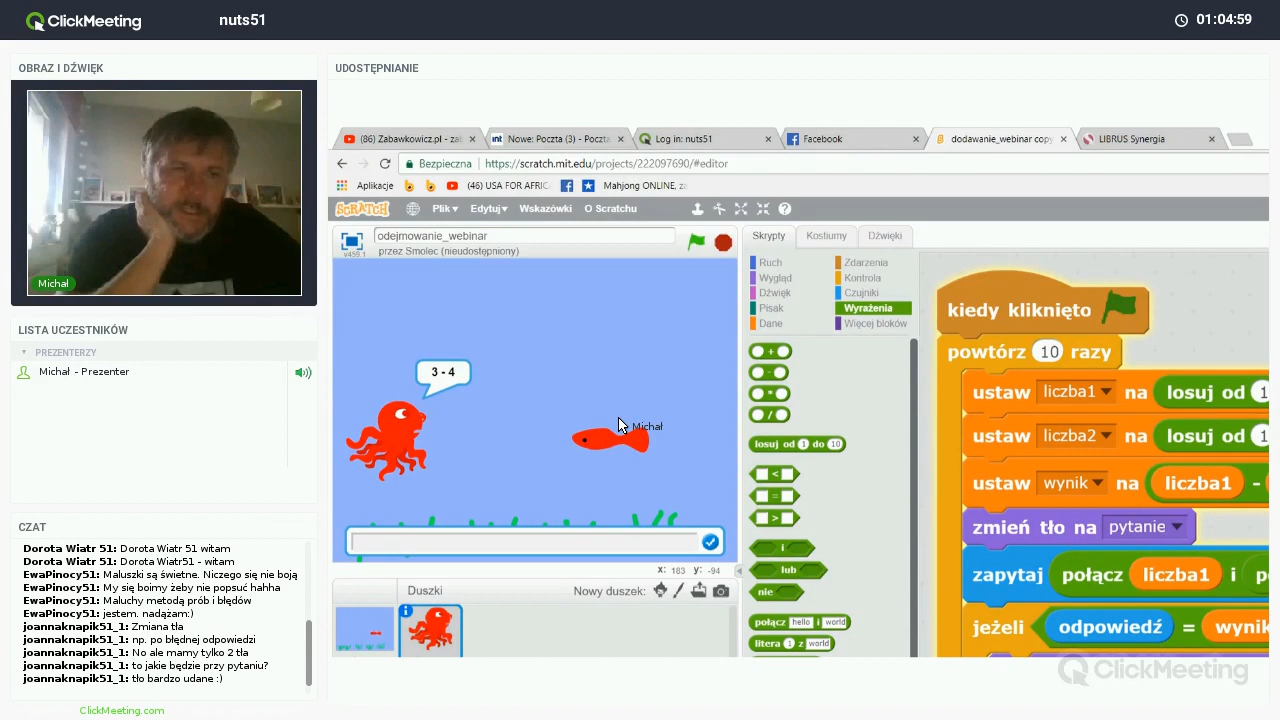 ClickMeeting
nuts51
01:04:59
OBRAZ I DŹWIĘK
UDOSTĘPNIANIE
Michał
(86) Zabawkowicz.pl - za
Nowe: Poczta (3) - Poczta
Log in: nuts51
Facebook
dodawanie_webinar cop
LIBRUS Synergia
Bezpieczna
https://scratch.mit.edu/projects/222097690/#editor
Aplikacje
(46) USA FOR AFRIC
Mahjong ONLINE, za
SCRATCH
Plik
Edytuj
Wskazówki
O Scratchu
odejmowanie_webinar
przez Smolec (nieudostępniony)
v459.1
Skrypty
Kostiumy
Dźwięki
Ruch
Zdarzenia
Wygląd
Kontrola
Dźwięk
Czujniki
Pisak
Wyrażenia
Dane
Więcej bloków
+
-
*
/
losuj od 1 do 10
<
=
>
i
lub
nie
połącz hello i world
litera 1 z world
kiedy kliknięto
powtórz 10 razy
ustaw liczba1 na losuj od 1
ustaw liczba2 na losuj od 1
ustaw wynik na liczba1 -
zmień tło na pytanie
zapytaj połącz liczba1 i po
jeżeli odpowiedź = wynik
3 - 4
Michał
x: 183 y: -94
Duszki
Nowy duszek:
LISTA UCZESTNIKÓW
PREZENTERZY
Michał - Prezenter
CZAT
Dorota Wiatr 51: Dorota Wiatr 51 witam
Dorota Wiatr 51: Dorota Wiatr51 - witam
EwaPinocy51: Maluszki są świetne. Niczego się nie boją
EwaPinocy51: My się boimy żeby nie popsuć hahha
EwaPinocy51: Maluchy metodą prób i błędów
EwaPinocy51: jestem. nadążam:)
joannaknapik51_1: Zmiana tła
joannaknapik51_1: np. po błędnej odpowiedzi
joannaknapik51_1: No ale mamy tylko 2 tła
joannaknapik51_1: to jakie będzie przy pytaniu?
joannaknapik51_1: tło bardzo udane :)
ClickMeeting.com
ClickMeeting